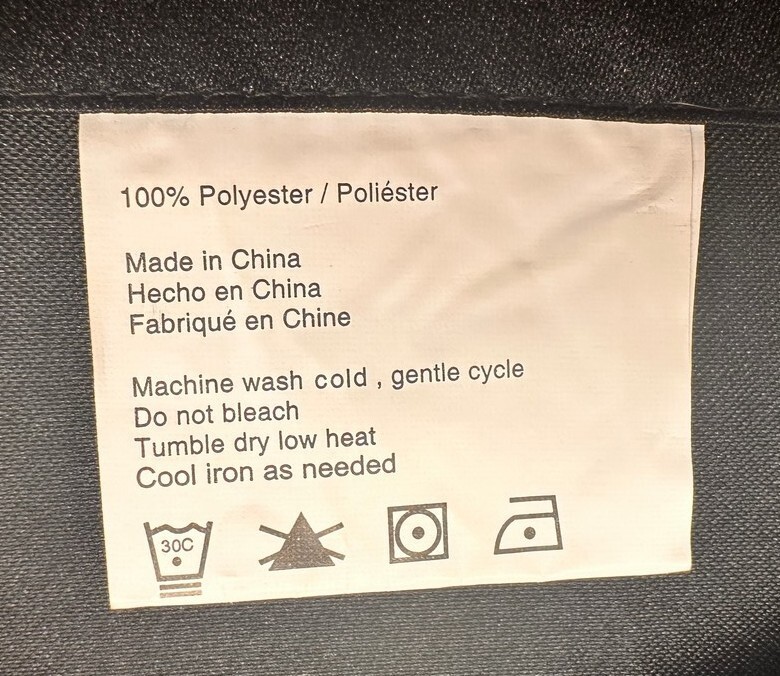 100% Polyester / Poliéster
Made in China
Hecho en China
Fabriqué en Chine
Machine wash cold , gentle cycle
Do not bleach
Tumble dry low heat
Cool iron as needed
30C